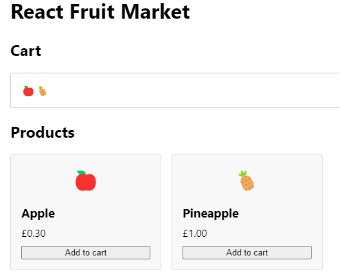 React Fruit Market
Cart
Products
Apple
£0.30
Add to cart
Pineapple
£1.00
Add to cart